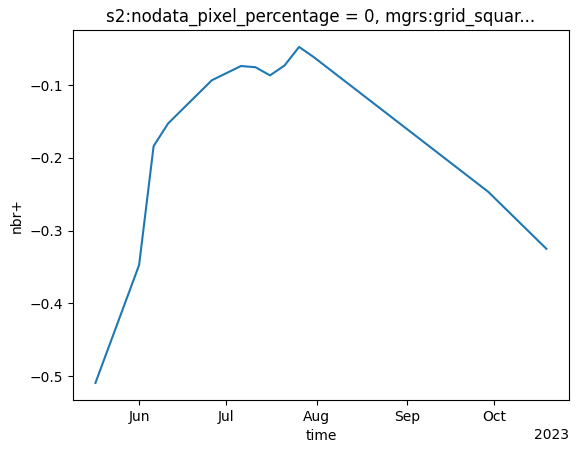 s2:nodata_pixel_percentage = 0, mgrs:grid_squar...
−0.1
−0.2
−0.3
−0.4
−0.5
nbr+
Jun Jul Aug Sep Oct
time
2023